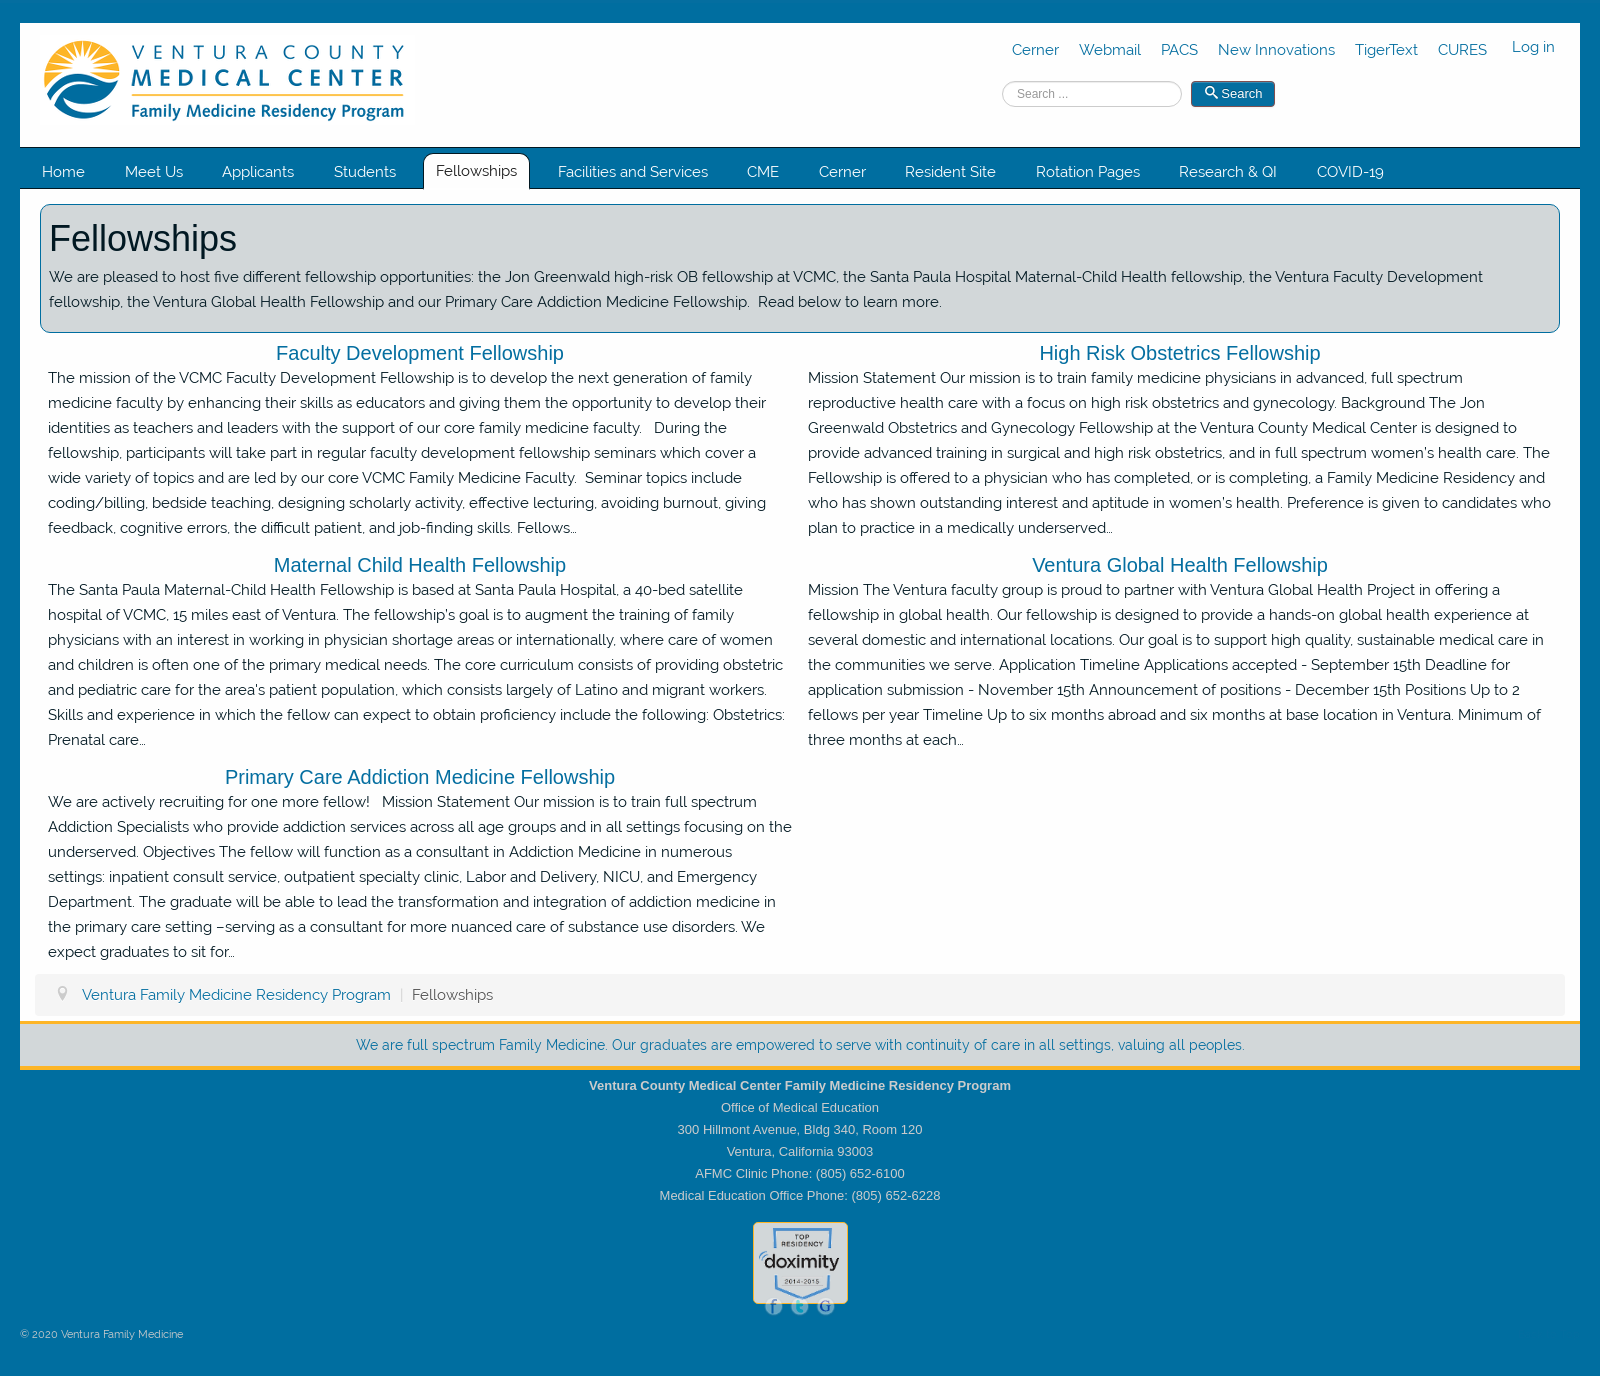 VENTURA COUNTY
MEDICAL CENTER
Family Medicine Residency Program
Cerner Webmail PACS New Innovations TigerText CURES Log in
Search ... Search
Home Meet Us Applicants Students Fellowships Facilities and Services CME Cerner Resident Site Rotation Pages Research & QI COVID-19
Fellowships
We are pleased to host five different fellowship opportunities: the Jon Greenwald high-risk OB fellowship at VCMC, the Santa Paula Hospital Maternal-Child Health fellowship, the Ventura Faculty Development
fellowship, the Ventura Global Health Fellowship and our Primary Care Addiction Medicine Fellowship. Read below to learn more.
Faculty Development Fellowship
The mission of the VCMC Faculty Development Fellowship is to develop the next generation of family
medicine faculty by enhancing their skills as educators and giving them the opportunity to develop their
identities as teachers and leaders with the support of our core family medicine faculty. During the
fellowship, participants will take part in regular faculty development fellowship seminars which cover a
wide variety of topics and are led by our core VCMC Family Medicine Faculty. Seminar topics include
coding/billing, bedside teaching, designing scholarly activity, effective lecturing, avoiding burnout, giving
feedback, cognitive errors, the difficult patient, and job-finding skills. Fellows…
High Risk Obstetrics Fellowship
Mission Statement Our mission is to train family medicine physicians in advanced, full spectrum
reproductive health care with a focus on high risk obstetrics and gynecology. Background The Jon
Greenwald Obstetrics and Gynecology Fellowship at the Ventura County Medical Center is designed to
provide advanced training in surgical and high risk obstetrics, and in full spectrum women's health care. The
Fellowship is offered to a physician who has completed, or is completing, a Family Medicine Residency and
who has shown outstanding interest and aptitude in women's health. Preference is given to candidates who
plan to practice in a medically underserved…
Maternal Child Health Fellowship
The Santa Paula Maternal-Child Health Fellowship is based at Santa Paula Hospital, a 40-bed satellite
hospital of VCMC, 15 miles east of Ventura. The fellowship's goal is to augment the training of family
physicians with an interest in working in physician shortage areas or internationally, where care of women
and children is often one of the primary medical needs. The core curriculum consists of providing obstetric
and pediatric care for the area's patient population, which consists largely of Latino and migrant workers.
Skills and experience in which the fellow can expect to obtain proficiency include the following: Obstetrics:
Prenatal care…
Ventura Global Health Fellowship
Mission The Ventura faculty group is proud to partner with Ventura Global Health Project in offering a
fellowship in global health. Our fellowship is designed to provide a hands-on global health experience at
several domestic and international locations. Our goal is to support high quality, sustainable medical care in
the communities we serve. Application Timeline Applications accepted - September 15th Deadline for
application submission - November 15th Announcement of positions - December 15th Positions Up to 2
fellows per year Timeline Up to six months abroad and six months at base location in Ventura. Minimum of
three months at each…
Primary Care Addiction Medicine Fellowship
We are actively recruiting for one more fellow! Mission Statement Our mission is to train full spectrum
Addiction Specialists who provide addiction services across all age groups and in all settings focusing on the
underserved. Objectives The fellow will function as a consultant in Addiction Medicine in numerous
settings: inpatient consult service, outpatient specialty clinic, Labor and Delivery, NICU, and Emergency
Department. The graduate will be able to lead the transformation and integration of addiction medicine in
the primary care setting –serving as a consultant for more nuanced care of substance use disorders. We
expect graduates to sit for…
Ventura Family Medicine Residency Program | Fellowships
We are full spectrum Family Medicine. Our graduates are empowered to serve with continuity of care in all settings, valuing all peoples.
Ventura County Medical Center Family Medicine Residency Program
Office of Medical Education
300 Hillmont Avenue, Bldg 340, Room 120
Ventura, California 93003
AFMC Clinic Phone: (805) 652-6100
Medical Education Office Phone: (805) 652-6228
TOP
RESIDENCY
doximity
2014-2015
f t G
© 2020 Ventura Family Medicine